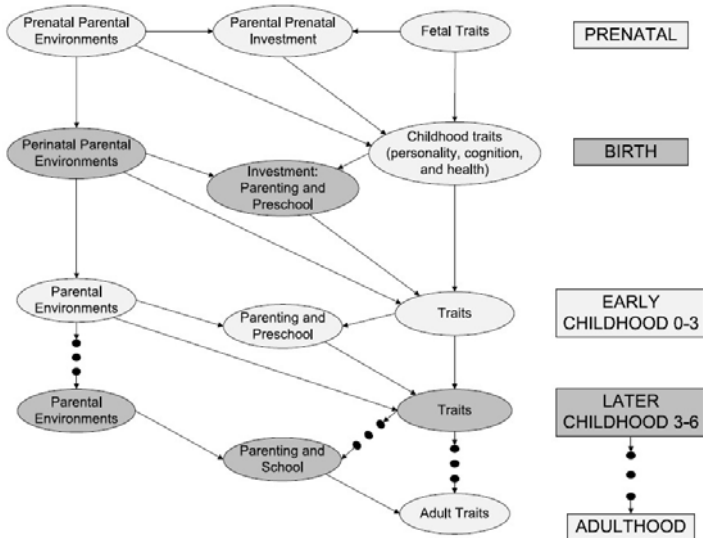 Prenatal Parental
Environments
Parental Prenatal
Investment
Fetal Traits
PRENATAL
Perinatal Parental
Environments
Investment:
Parenting and
Preschool
Childhood traits
(personality, cognition,
and health)
BIRTH
Parental
Environments
Parenting and
Preschool
Traits
EARLY
CHILDHOOD 0-3
Parental
Environments
Traits
LATER
CHILDHOOD 3-6
Parenting and
School
Adult Traits
ADULTHOOD